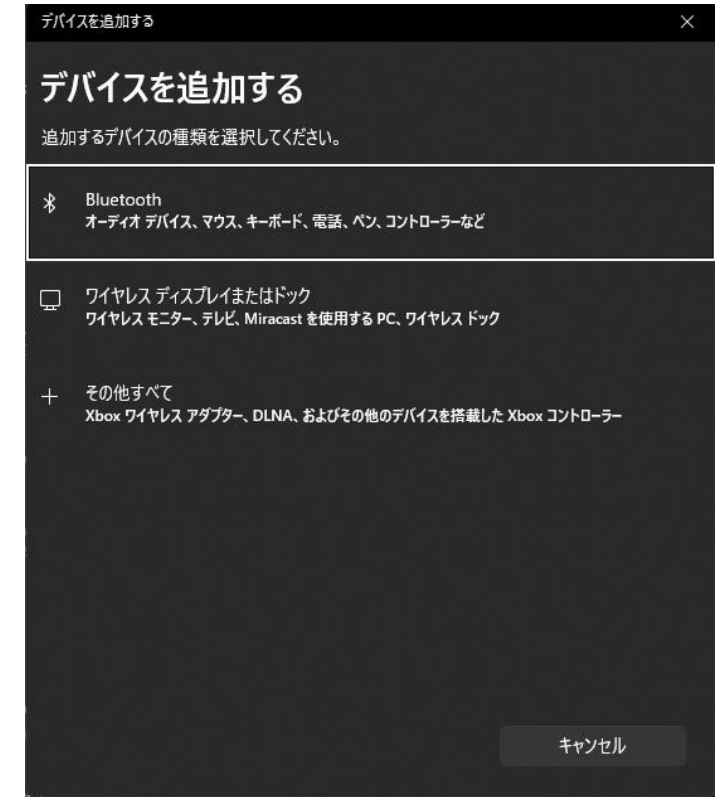 デバイスを追加する
デバイスを追加する
追加するデバイスの種類を選択してください。
Bluetooth
オーディオ デバイス、マウス、キーボード、電話、ペン、コントローラーなど
ワイヤレス ディスプレイまたはドック
ワイヤレス モニター、テレビ、Miracast を使用する PC、ワイヤレス ドック
その他すべて
Xbox ワイヤレス アダプター、DLNA、およびその他のデバイスを搭載した Xbox コントローラー
キャンセル